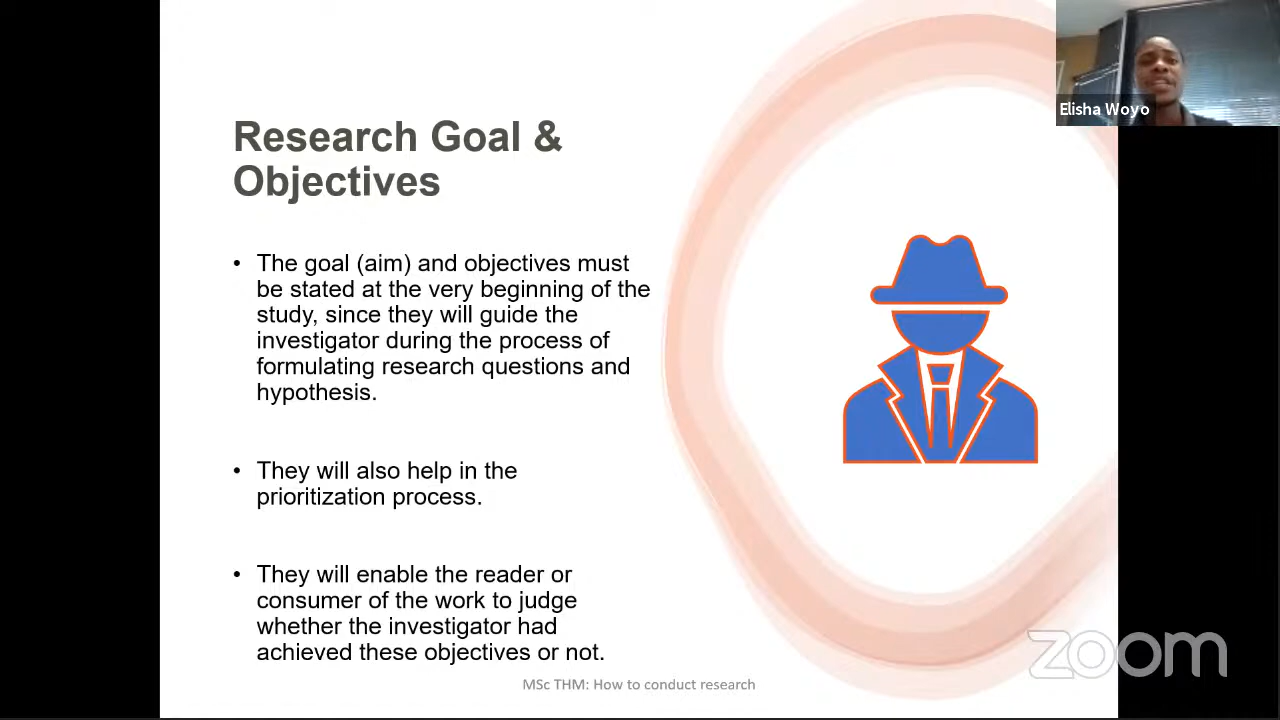 Research Goal &
Objectives
• The goal (aim) and objectives must
be stated at the very beginning of the
study, since they will guide the
investigator during the process of
formulating research questions and
hypothesis.
• They will also help in the
prioritization process.
• They will enable the reader or
consumer of the work to judge
whether the investigator had
achieved these objectives or not.
MSc THM: How to conduct research
Elisha Woyo
zoom